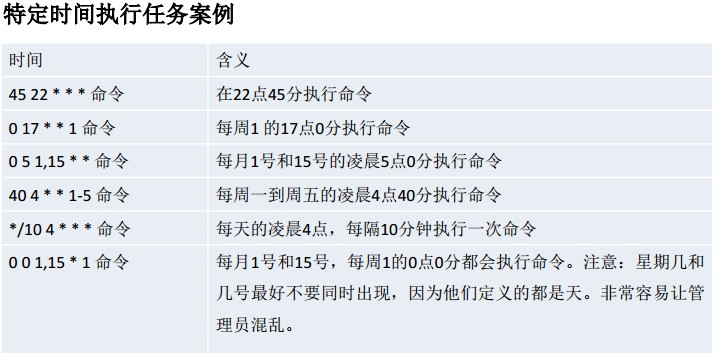 特定时间执行任务案例
时间 含义
45 22 * * * 命令 在22点45分执行命令
0 17 * * 1 命令 每周1 的17点0分执行命令
0 5 1,15 * * 命令 每月1号和15号的凌晨5点0分执行命令
40 4 * * 1-5 命令 每周一到周五的凌晨4点40分执行命令
*/10 4 * * * 命令 每天的凌晨4点，每隔10分钟执行一次命令
0 0 1,15 * 1 命令 每月1号和15号，每周1的0点0分都会执行命令。注意：星期几和
几号最好不要同时出现，因为他们定义的都是天。非常容易让管
理员混乱。